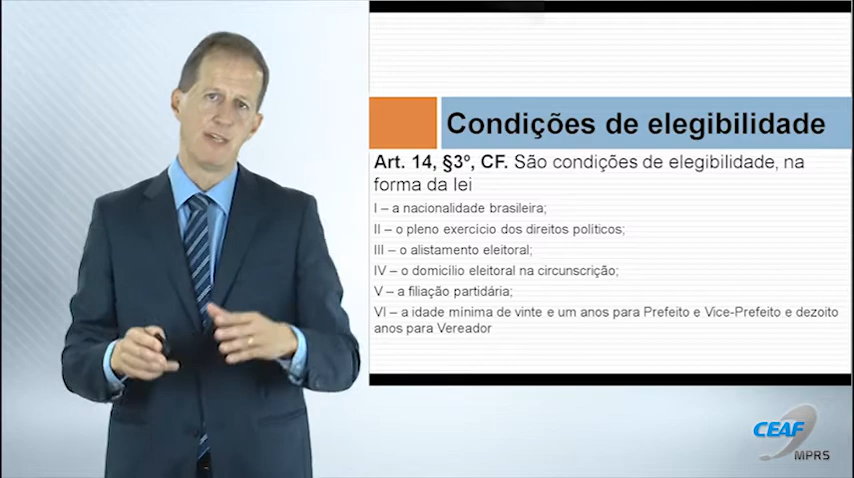 Condições de elegibilidade
Art. 14, §3º, CF. São condições de elegibilidade, na
forma da lei
I – a nacionalidade brasileira;
II – o pleno exercício dos direitos políticos;
III – o alistamento eleitoral;
IV – o domicílio eleitoral na circunscrição;
V – a filiação partidária;
VI – a idade mínima de vinte e um anos para Prefeito e Vice-Prefeito e dezoito
anos para Vereador
CEAF
MPRS